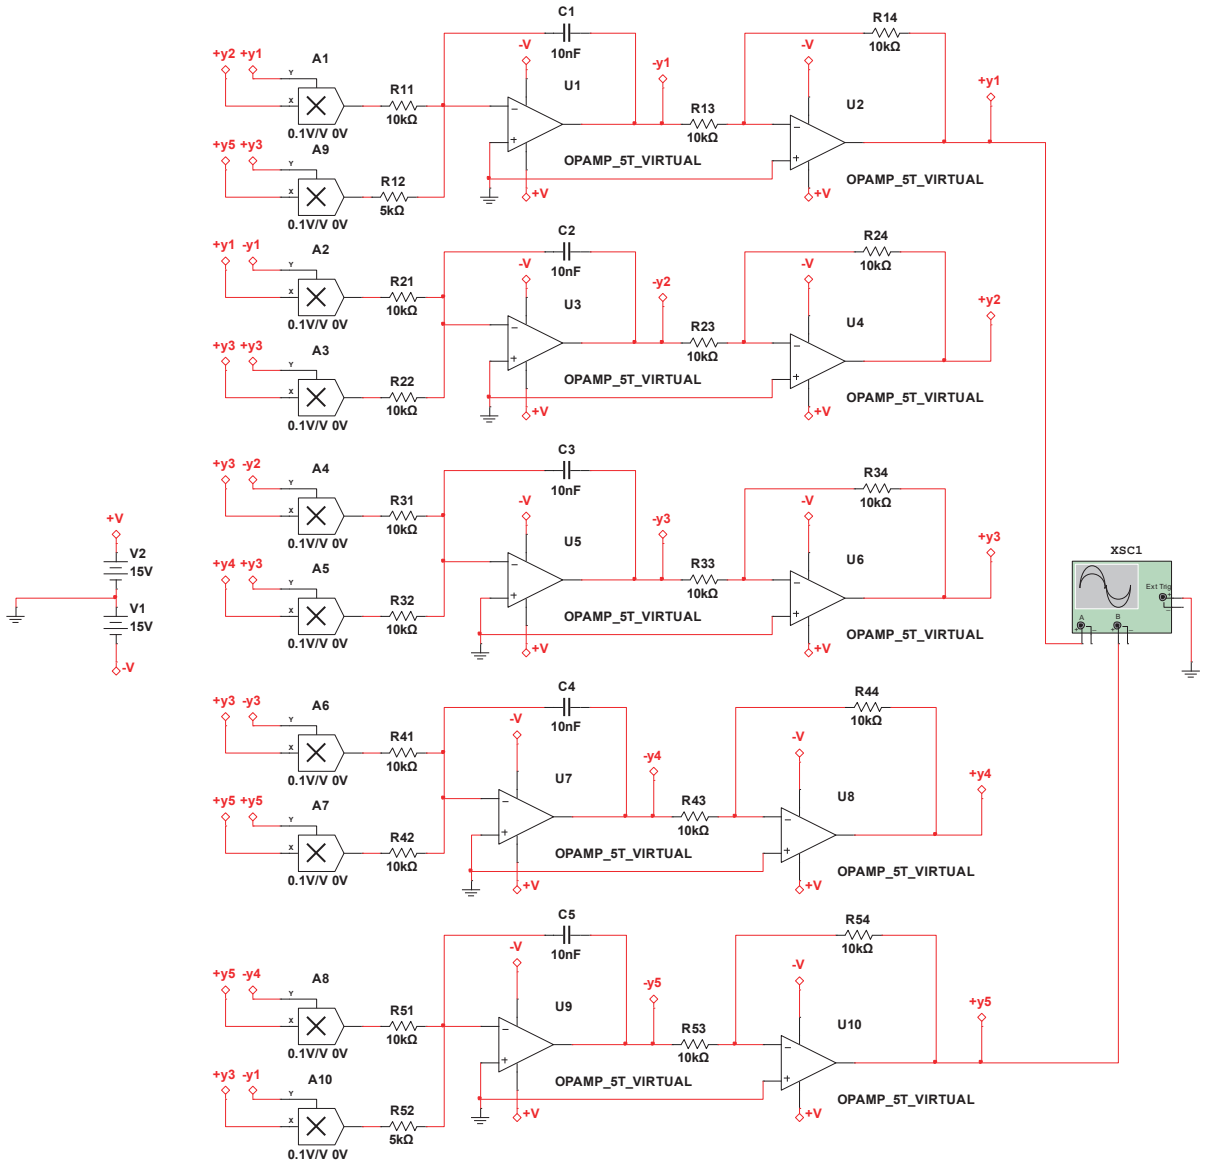 C1
10nF
R14
10kΩ
+y2 +y1
A1
Y
X
0.1V/V 0V
R11
10kΩ
-V
U1
-y1
-V
U2
+y1
R13
10kΩ
OPAMP_5T_VIRTUAL
+V
OPAMP_5T_VIRTUAL
+V
+y5 +y3
A9
Y
X
0.1V/V 0V
R12
5kΩ
C2
10nF
R24
10kΩ
+y1 -y1
A2
Y
X
0.1V/V 0V
R21
10kΩ
-V
U3
-y2
-V
U4
+y2
R23
10kΩ
OPAMP_5T_VIRTUAL
+V
OPAMP_5T_VIRTUAL
+V
+y3 +y3
A3
Y
X
0.1V/V 0V
R22
10kΩ
C3
10nF
R34
10kΩ
+y3 -y2
A4
Y
X
0.1V/V 0V
R31
10kΩ
-V
U5
-y3
-V
U6
+y3
R33
10kΩ
OPAMP_5T_VIRTUAL
+V
OPAMP_5T_VIRTUAL
+V
+y4 +y3
A5
Y
X
0.1V/V 0V
R32
10kΩ
+V
V2
15V
V1
15V
-V
XSC1
Ext Trig
+
−
A
B
+ −
+ −
C4
10nF
R44
10kΩ
+y3 -y3
A6
Y
X
0.1V/V 0V
R41
10kΩ
-V
U7
-y4
-V
U8
+y4
R43
10kΩ
OPAMP_5T_VIRTUAL
+V
OPAMP_5T_VIRTUAL
+V
+y5 +y5
A7
Y
X
0.1V/V 0V
R42
10kΩ
C5
10nF
R54
10kΩ
+y5 -y4
A8
Y
X
0.1V/V 0V
R51
10kΩ
-V
U9
-y5
-V
U10
+y5
R53
10kΩ
OPAMP_5T_VIRTUAL
+V
OPAMP_5T_VIRTUAL
+V
+y3 -y1
A10
Y
X
0.1V/V 0V
R52
5kΩ